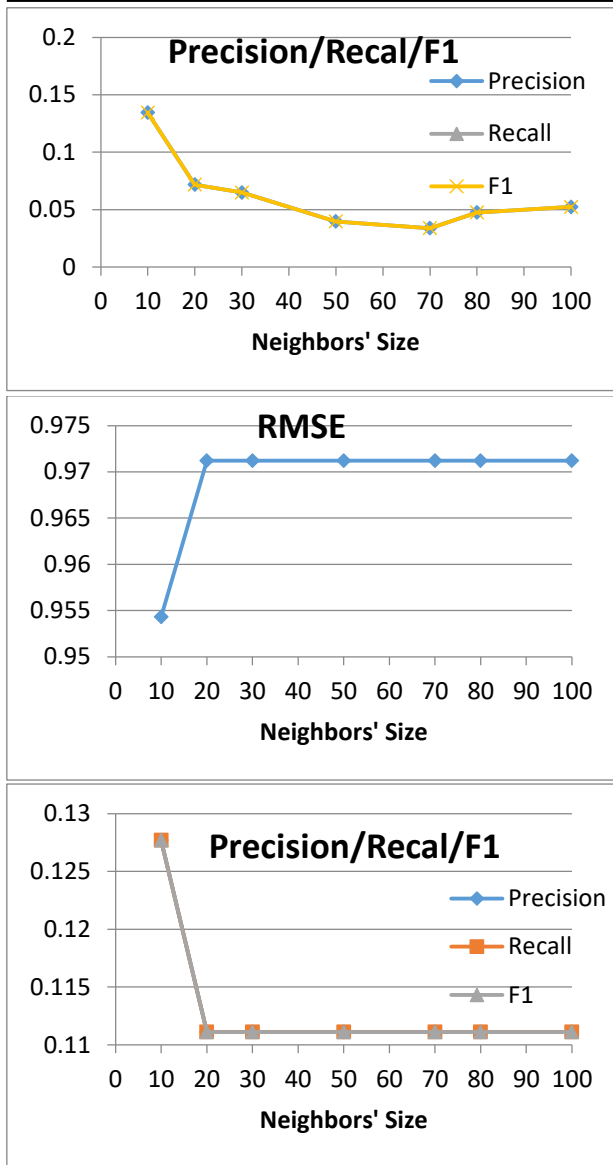 Precision/Recal/F1
0.2
0.15
0.1
0.05
0
Precision
Recall
F1
0 10 20 30 40 50 60 70 80 90 100
Neighbors' Size
RMSE
0.975
0.97
0.965
0.96
0.955
0.95
0 10 20 30 40 50 60 70 80 90 100
Neighbors' Size
Precision/Recal/F1
0.13
0.125
0.12
0.115
0.11
Precision
Recall
F1
0 10 20 30 40 50 60 70 80 90 100
Neighbors' Size